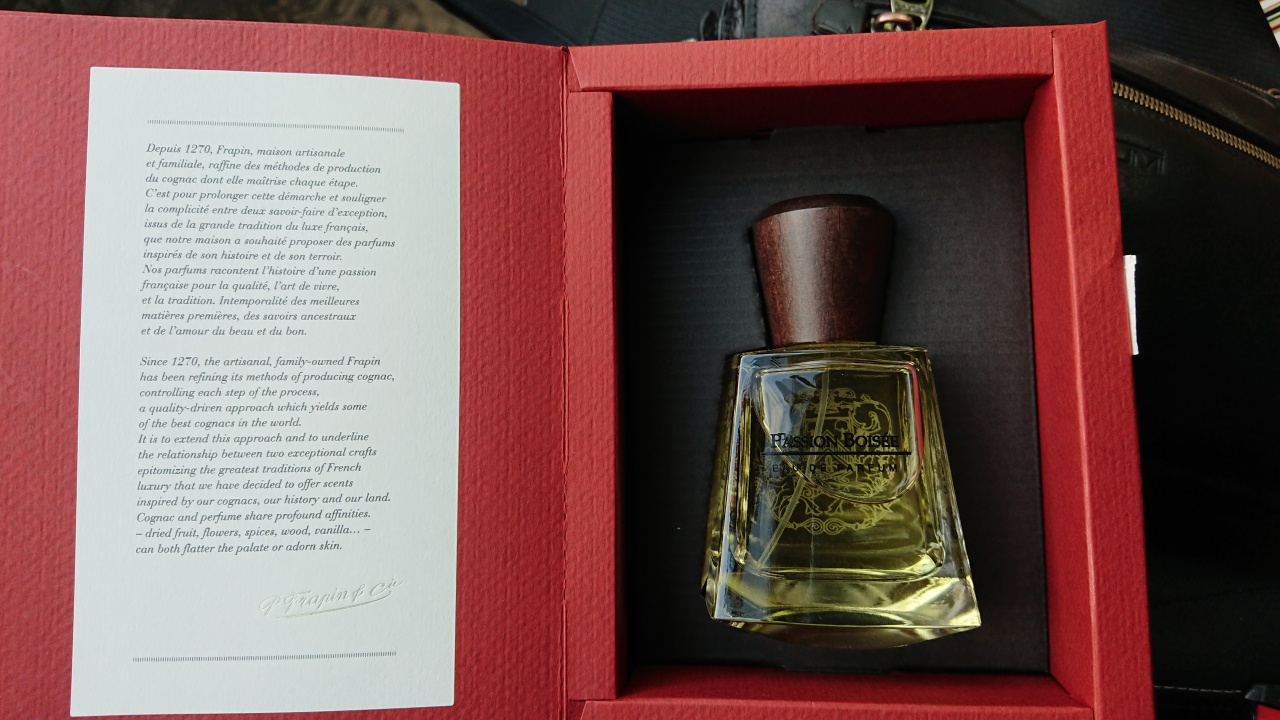 Depuis 1270, Frapin, maison artisanale
et familiale, raffine des méthodes de production
du cognac dont elle maîtrise chaque étape.
C'est pour prolonger cette démarche et souligner
la complicité entre deux savoir-faire d'exception,
issus de la grande tradition du luxe français,
que notre maison a souhaité proposer des parfums
inspirés de son histoire et de son terroir.
Nos parfums racontent l'histoire d'une passion
française pour la qualité, l'art de vivre,
et la tradition. Intemporalité des meilleures
matières premières, des savoirs ancestraux
et de l'amour du beau et du bon.
Since 1270, the artisanal, family-owned Frapin
has been refining its methods of producing cognac,
controlling each step of the process,
a quality-driven approach which yields some
of the best cognacs in the world.
It is to extend this approach and to underline
the relationship between two exceptional crafts
epitomizing the greatest traditions of French
luxury that we have decided to offer scents
inspired by our cognacs, our history and our land.
Cognac and perfume share profound affinities.
– dried fruit, flowers, spices, wood, vanilla... –
can both flatter the palate or adorn skin.
P. Frapin & Cie
PASSION BOISÉE
EAU DE PARFUM